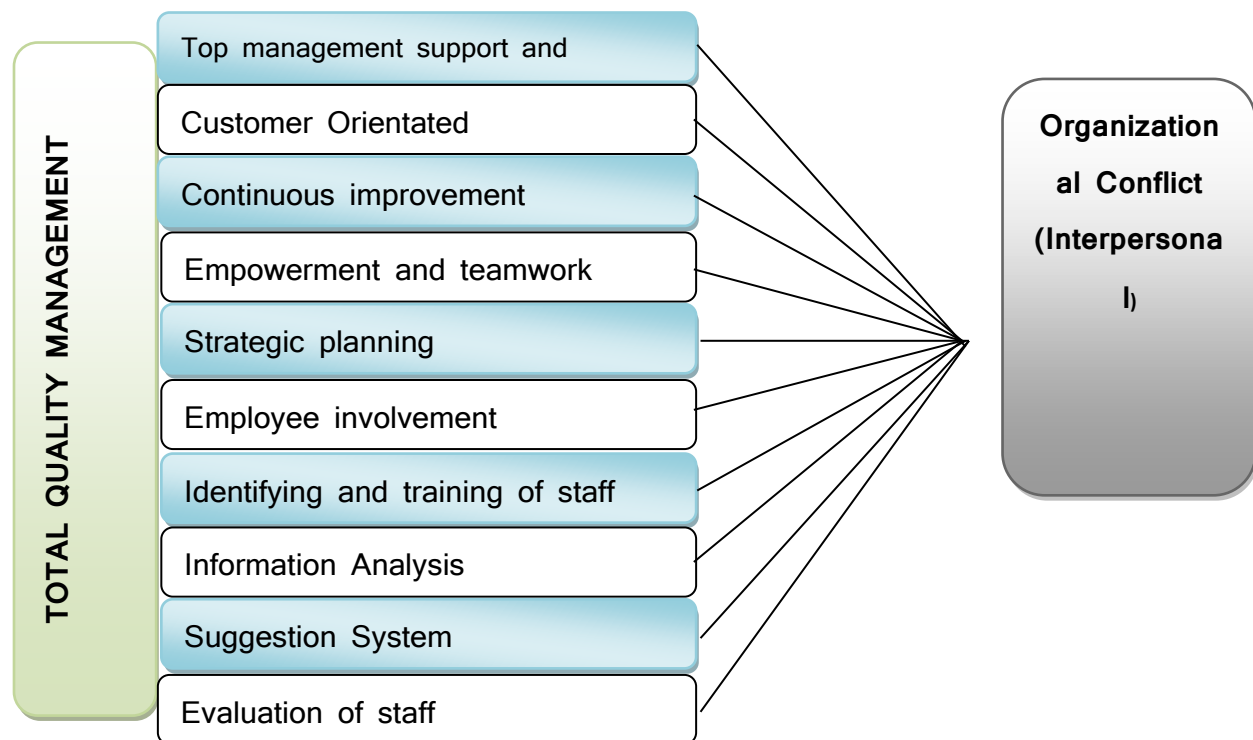 TOTAL QUALITY MANAGEMENT
Top management support and
Customer Orientated
Continuous improvement
Empowerment and teamwork
Strategic planning
Employee involvement
Identifying and training of staff
Information Analysis
Suggestion System
Evaluation of staff
Organization
al Conflict
(Interpersona
l)